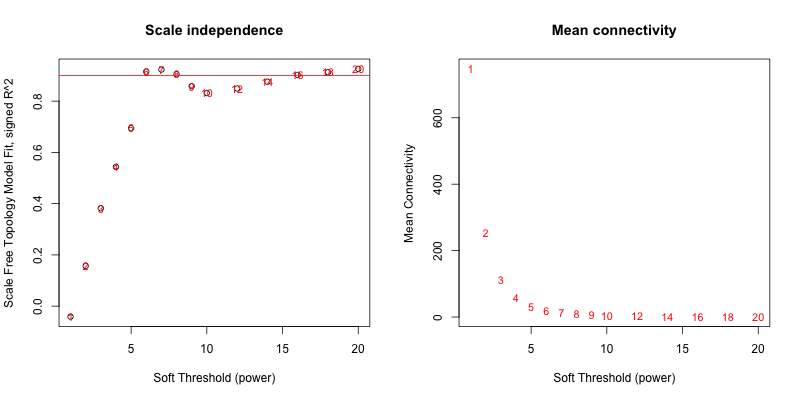 Scale independence
Scale Free Topology Model Fit, signed R^2
0.0 0.2 0.4 0.6 0.8
1 2 3 4 5 6 7 8 9 10 12 14 16 18 20
5 10 15 20
Soft Threshold (power)
Mean connectivity
Mean Connectivity
0 200 400 600
1 2 3 4 5 6 7 8 9 10 12 14 16 18 20
5 10 15 20
Soft Threshold (power)